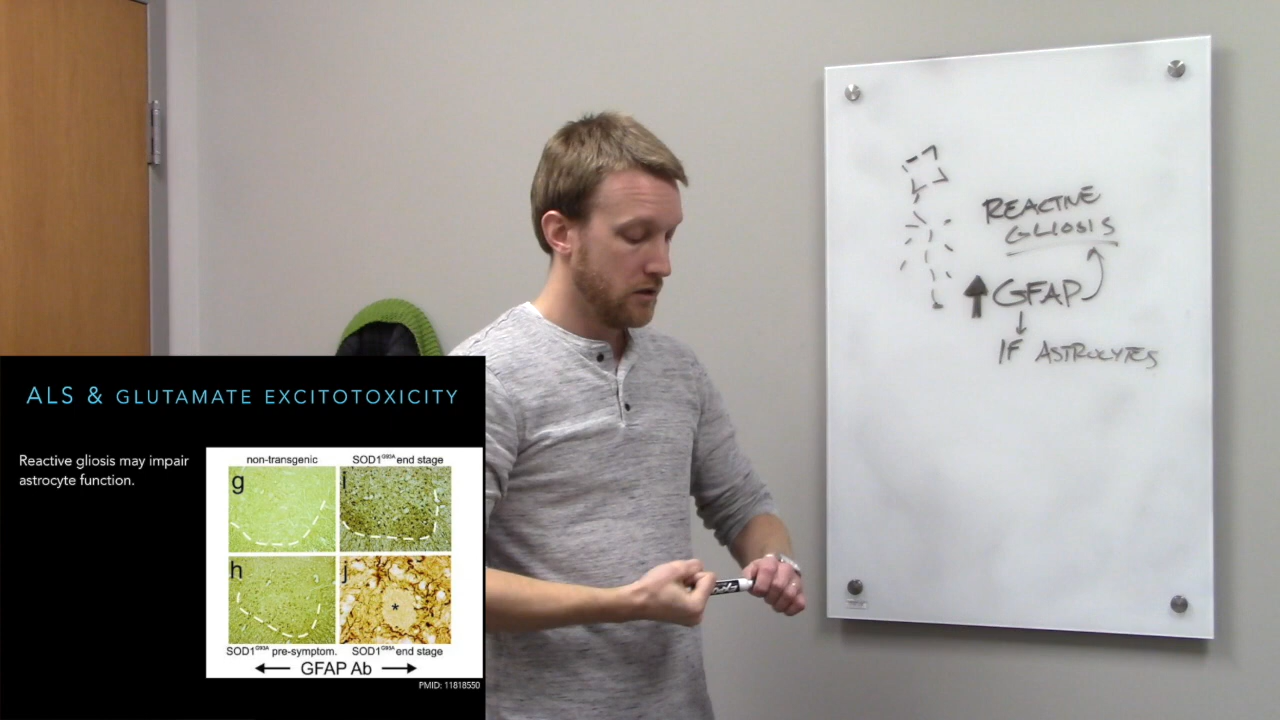 REACTIVE
GLIOSIS
GFAP
IF ASTROCYTES
ALS & GLUTAMATE EXCITOTOXICITY
Reactive gliosis may impair
astrocyte function.
non-transgenic SOD1G93A end stage
g i
h j
*
SOD1G93A pre-symptom. SOD1G93A end stage
GFAP Ab
PMID: 11818550